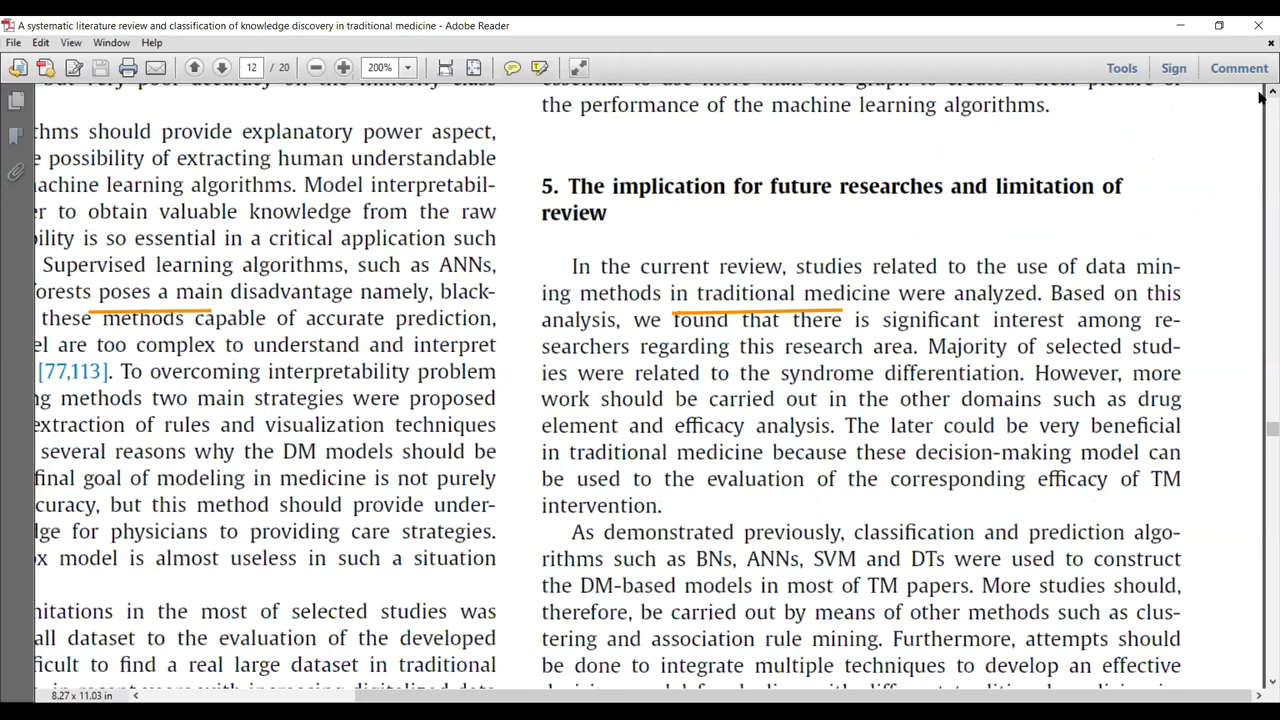 A systematic literature review and classification of knowledge discovery in traditional medicine - Adobe Reader
File Edit View Window Help
12 / 20 200% Tools Sign Comment
thms should provide explanatory power aspect,
e possibility of extracting human understandable
achine learning algorithms. Model interpretabil-
er to obtain valuable knowledge from the raw
bility is so essential in a critical application such
Supervised learning algorithms, such as ANNs,
orests poses a main disadvantage namely, black-
these methods capable of accurate prediction,
el are too complex to understand and interpret
[77,113]. To overcoming interpretability problem
ng methods two main strategies were proposed
extraction of rules and visualization techniques
several reasons why the DM models should be
final goal of modeling in medicine is not purely
ccuracy, but this method should provide under-
dge for physicians to providing care strategies.
ox model is almost useless in such a situation
nitations in the most of selected studies was
all dataset to the evaluation of the developed
ficult to find a real large dataset in traditional
the performance of the machine learning algorithms.
5. The implication for future researches and limitation of
review
In the current review, studies related to the use of data min-
ing methods in traditional medicine were analyzed. Based on this
analysis, we found that there is significant interest among re-
searchers regarding this research area. Majority of selected stud-
ies were related to the syndrome differentiation. However, more
work should be carried out in the other domains such as drug
element and efficacy analysis. The later could be very beneficial
in traditional medicine because these decision-making model can
be used to the evaluation of the corresponding efficacy of TM
intervention.
As demonstrated previously, classification and prediction algo-
rithms such as BNs, ANNs, SVM and DTs were used to construct
the DM-based models in most of TM papers. More studies should,
therefore, be carried out by means of other methods such as clus-
tering and association rule mining. Furthermore, attempts should
be done to integrate multiple techniques to develop an effective
8.27 x 11.03 in